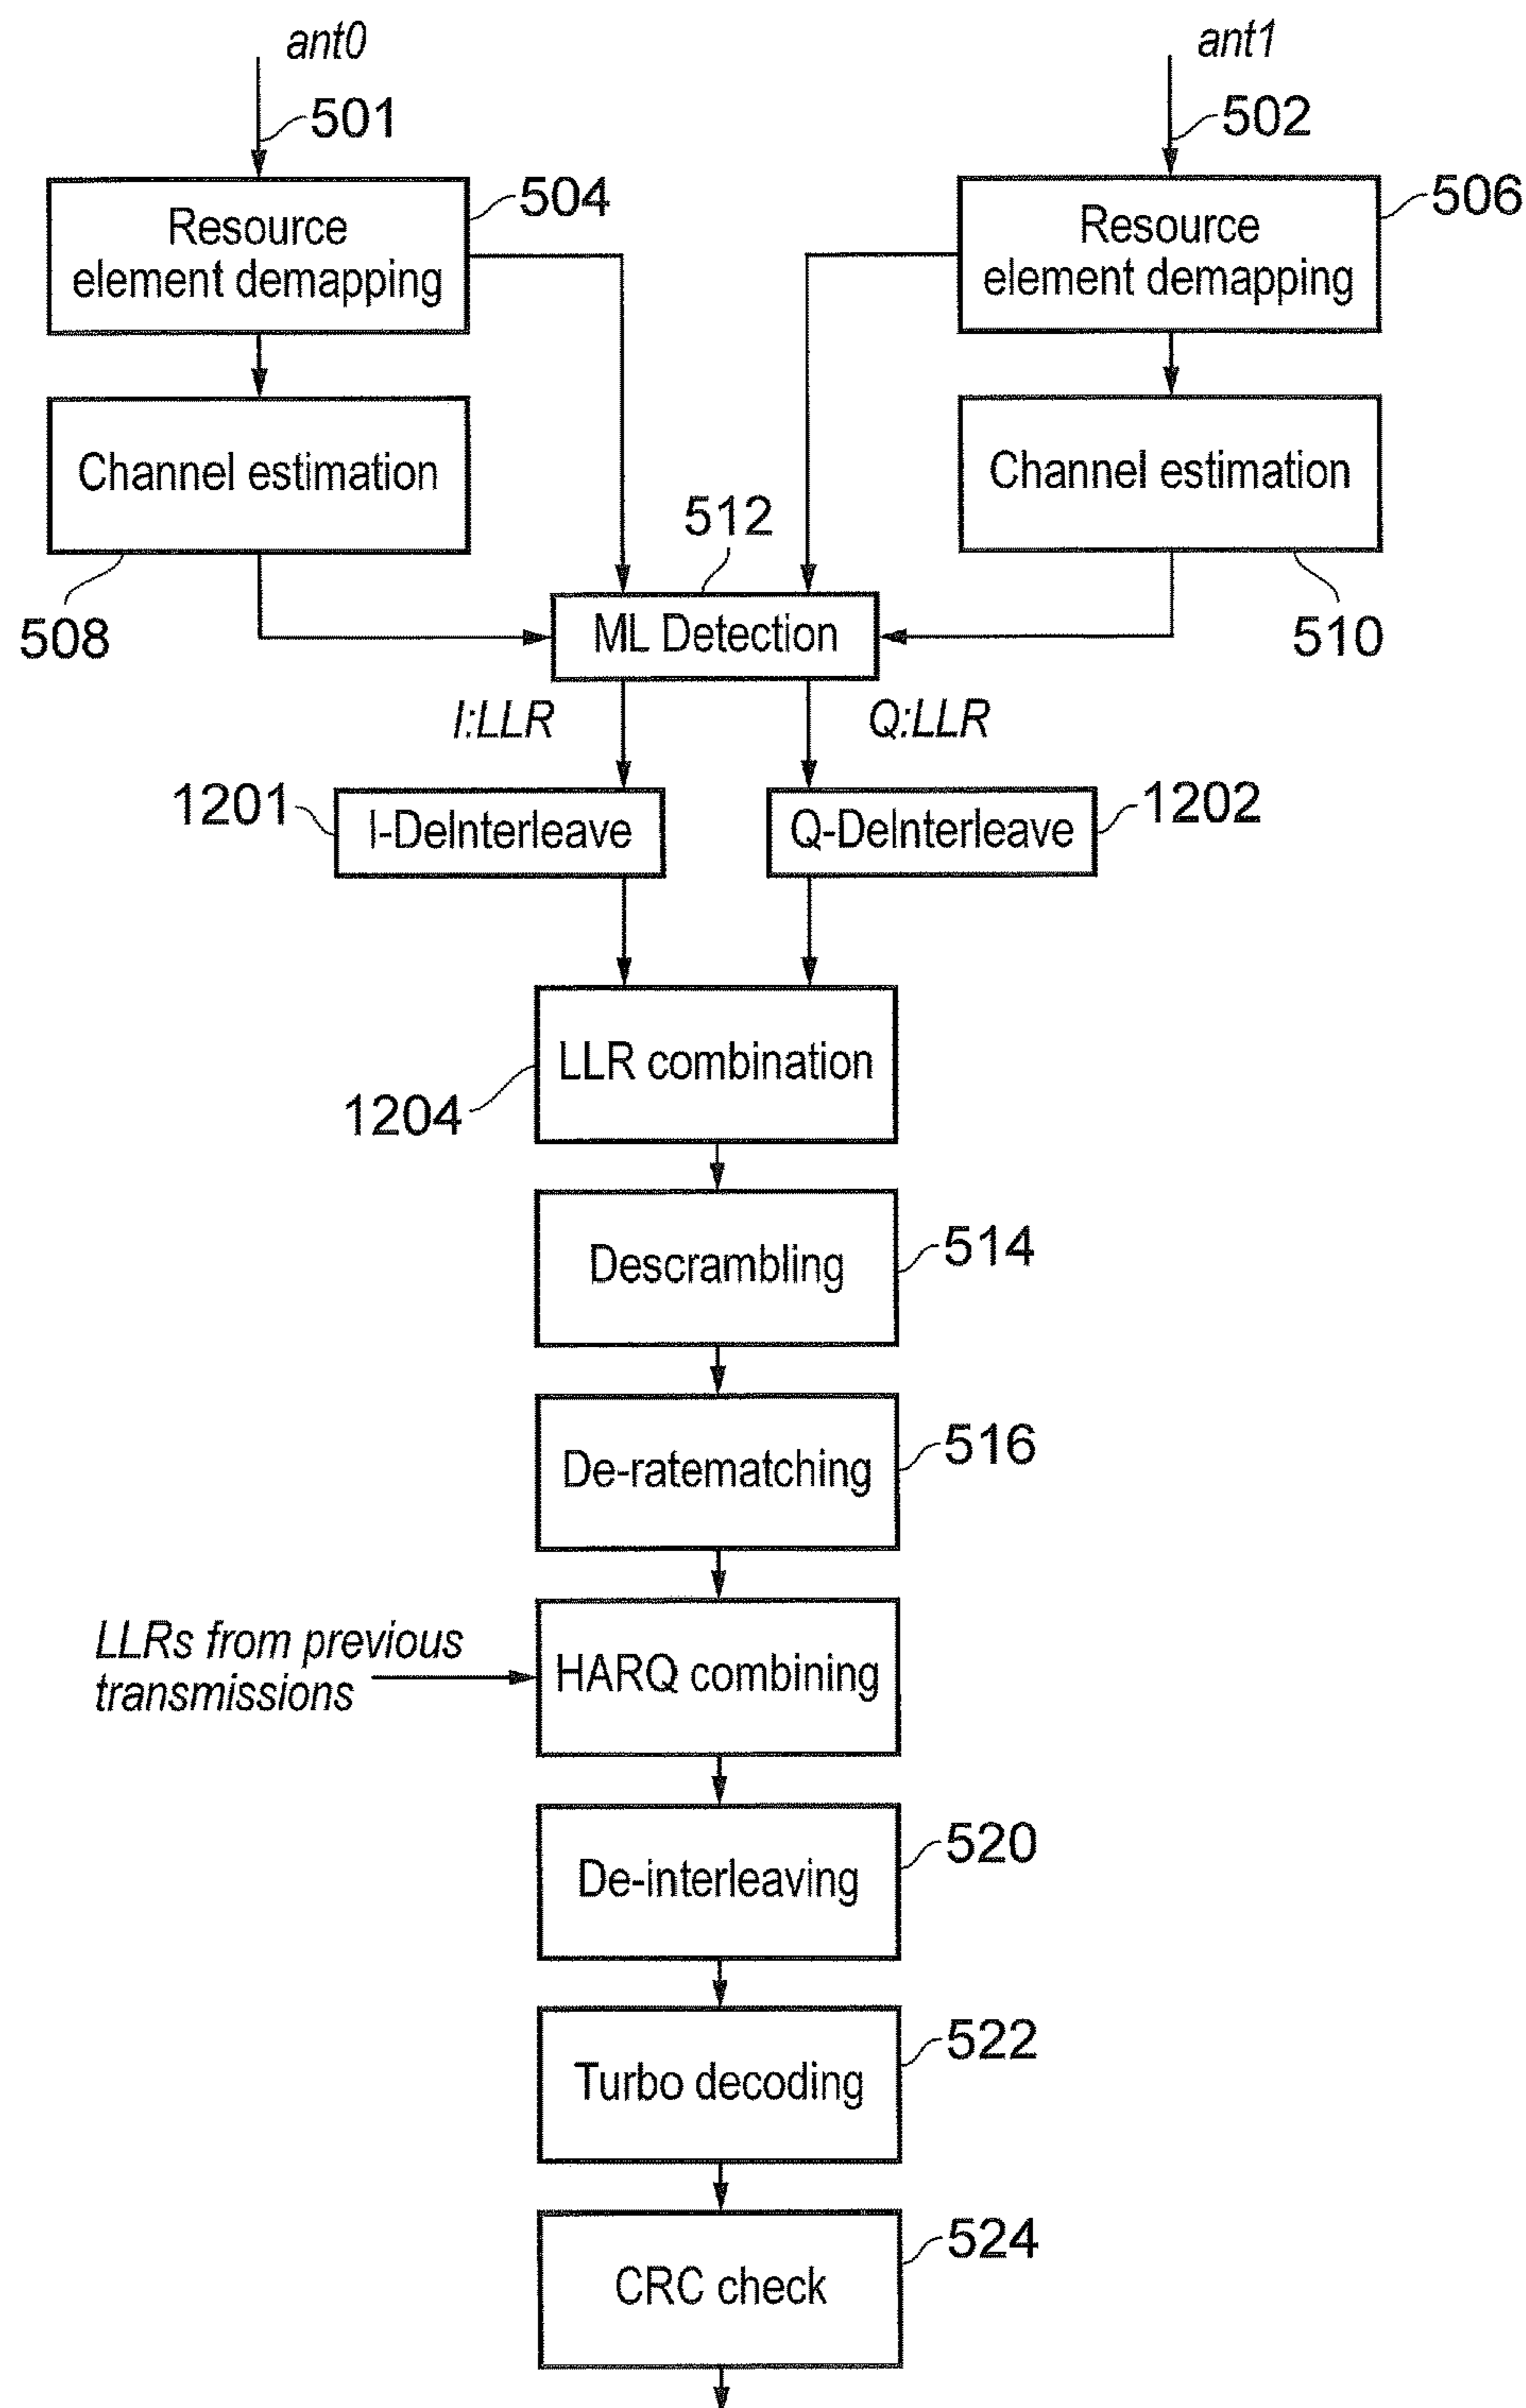 ant0
ant1
501
502
Resource
element demapping
504
Resource
element demapping
506
Channel estimation
508
Channel estimation
510
512
ML Detection
I:LLR
Q:LLR
1201
I-DeInterleave
Q-DeInterleave
1202
LLR combination
1204
Descrambling
514
De-ratematching
516
LLRs from previous
transmissions
HARQ combining
De-interleaving
520
Turbo decoding
522
CRC check
524